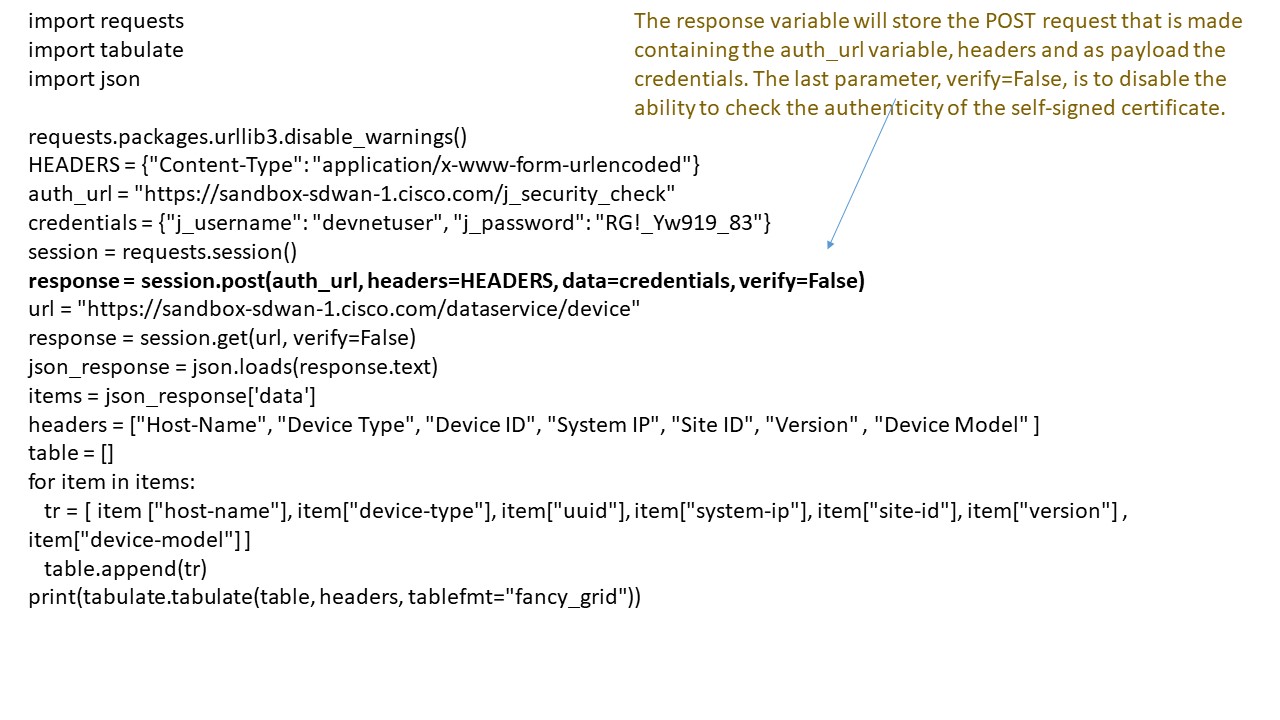 import requests
import tabulate
import json
The response variable will store the POST request that is made
containing the auth_url variable, headers and as payload the
credentials. The last parameter, verify=False, is to disable the
ability to check the authenticity of the self-signed certificate.
requests.packages.urllib3.disable_warnings()
HEADERS = {"Content-Type": "application/x-www-form-urlencoded"}
auth_url = "https://sandbox-sdwan-1.cisco.com/j_security_check"
credentials = {"j_username": "devnetuser", "j_password": "RG!_Yw919_83"}
session = requests.session()
response = session.post(auth_url, headers=HEADERS, data=credentials, verify=False)
url = "https://sandbox-sdwan-1.cisco.com/dataservice/device"
response = session.get(url, verify=False)
json_response = json.loads(response.text)
items = json_response['data']
headers = ["Host-Name", "Device Type", "Device ID", "System IP", "Site ID", "Version" , "Device Model" ]
table = []
for item in items:
tr = [ item ["host-name"], item["device-type"], item["uuid"], item["system-ip"], item["site-id"], item["version"] ,
item["device-model"] ]
table.append(tr)
print(tabulate.tabulate(table, headers, tablefmt="fancy_grid"))